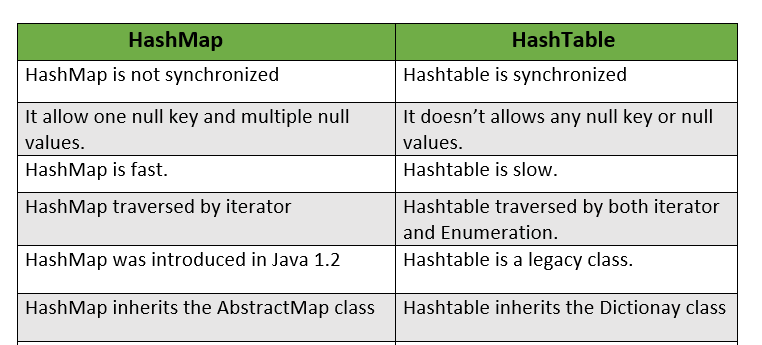 HashMap HashTable
HashMap is not synchronized Hashtable is synchronized
It allow one null key and multiple null It doesn’t allows any null key or null
values. values.
HashMap is fast. Hashtable is slow.
HashMap traversed by iterator Hashtable traversed by both iterator
and Enumeration.
HashMap was introduced in Java 1.2 Hashtable is a legacy class.
HashMap inherits the AbstractMap class Hashtable inherits the Dictionay class